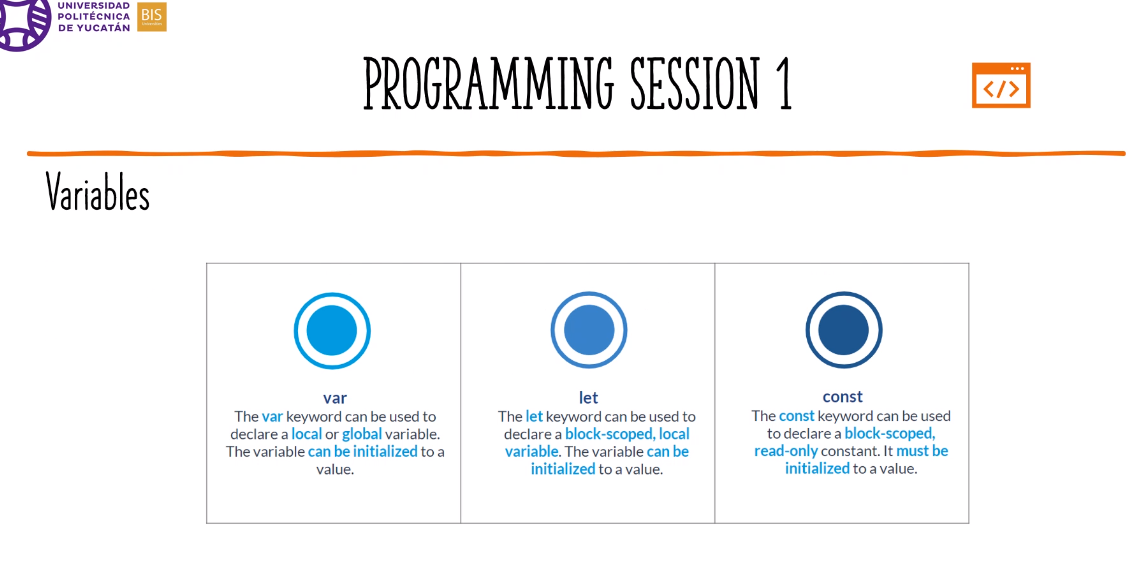 UNIVERSIDAD
POLITÉCNICA
DE YUCATÁN
BIS
PROGRAMMING SESSION 1
</>
Variables
var
The var keyword can be used to
declare a local or global variable.
The variable can be initialized to a
value.
let
The let keyword can be used to
declare a block-scoped, local
variable. The variable can be
initialized to a value.
const
The const keyword can be used
to declare a block-scoped,
read-only constant. It must be
initialized to a value.